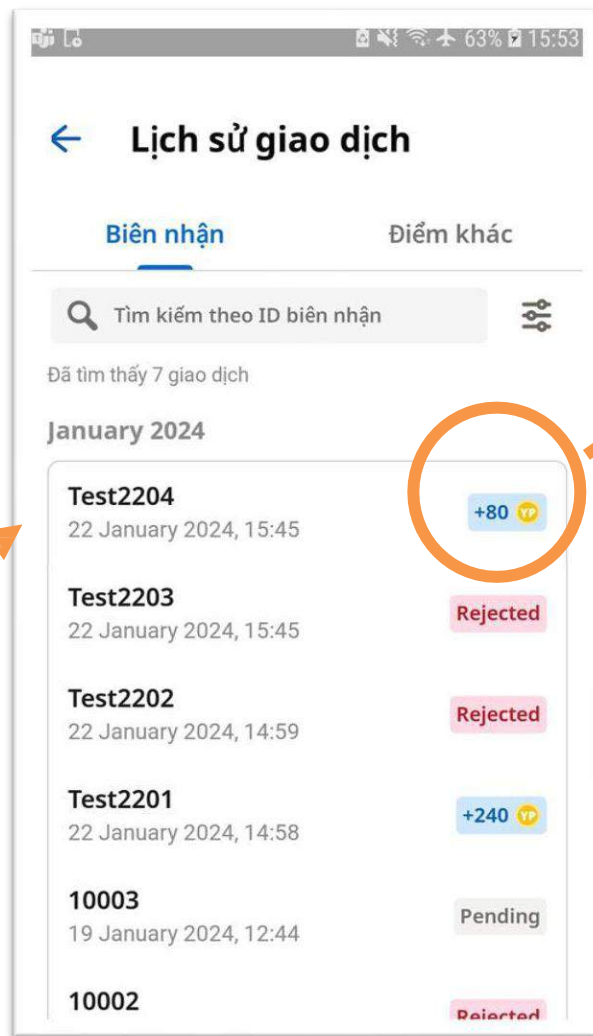 63% 15:53
Lịch sử giao dịch
Biên nhận Điểm khác
Tìm kiếm theo ID biên nhận
Đã tìm thấy 7 giao dịch
January 2024
Test2204
+80 YP
22 January 2024, 15:45
Test2203
Rejected
22 January 2024, 15:45
Test2202
Rejected
22 January 2024, 14:59
Test2201
+240 YP
22 January 2024, 14:58
10003
Pending
19 January 2024, 12:44
10002
Rejected